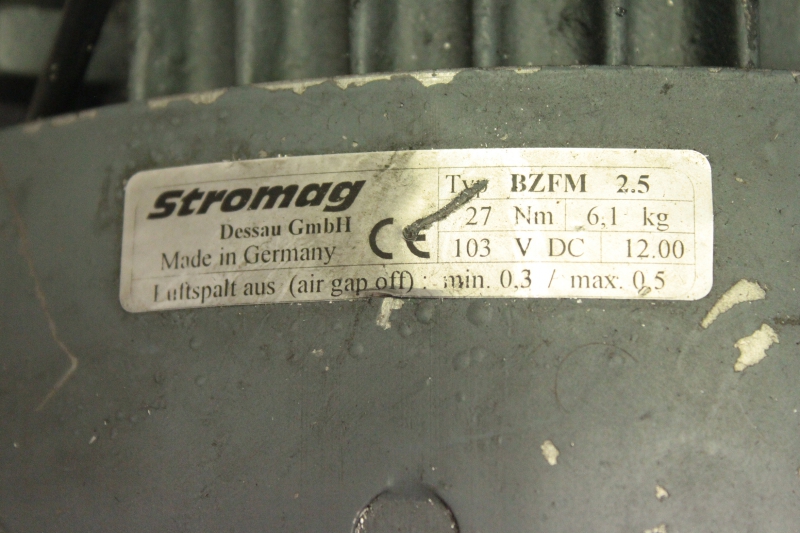 Stromag
Dessau GmbH
Made in Germany
CE
Typ BZFM 2.5
27 Nm 6,1 kg
103 V DC 12.00
Luftspalt aus (air gap off) : min. 0.3 / max. 0.5